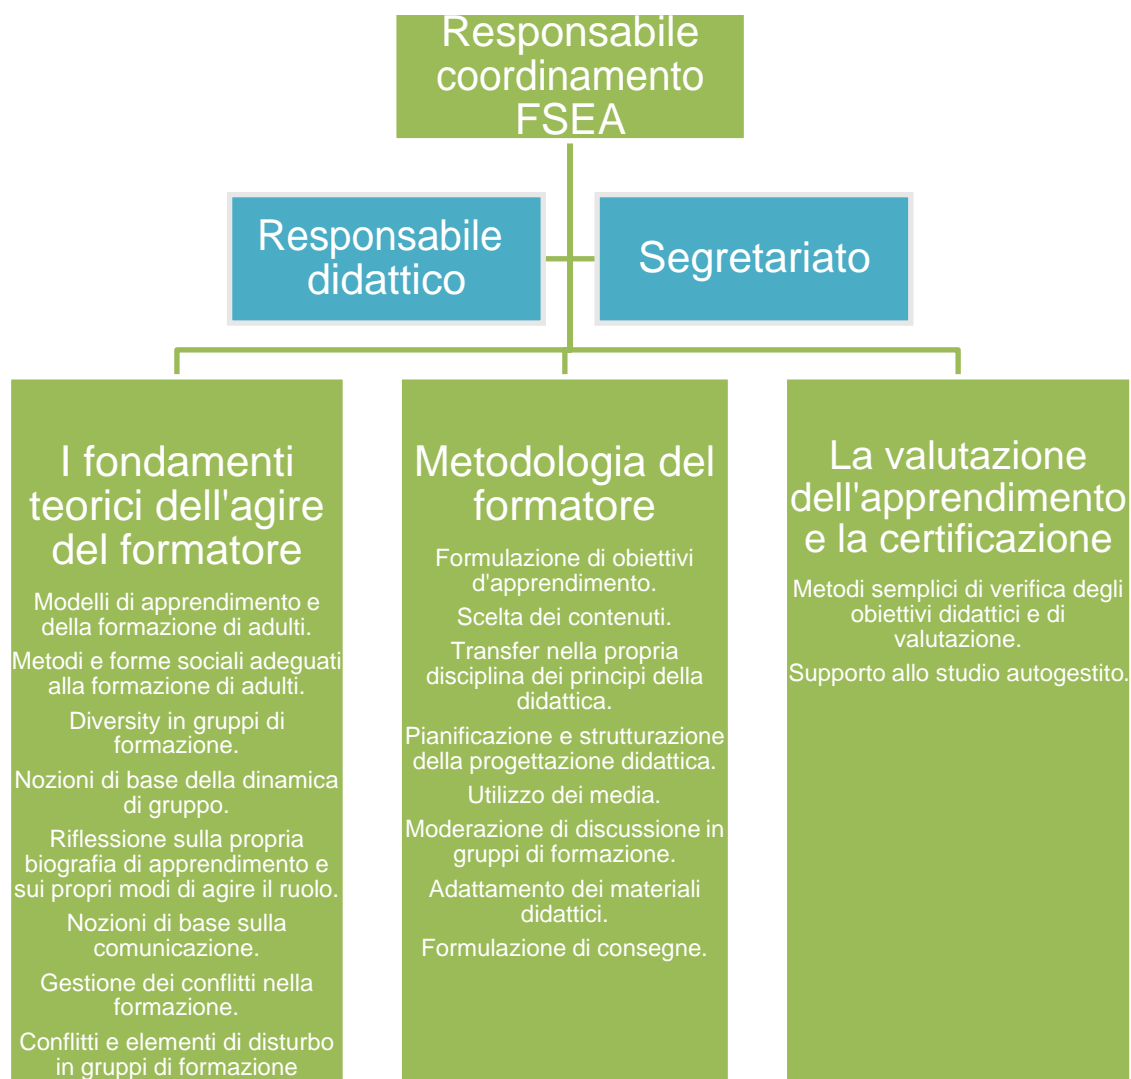 Responsabile
coordinamento
FSEA
Responsabile
didattico
Segretariato
I fondamenti
teorici dell'agire
del formatore
Modelli di apprendimento e
della formazione di adulti.
Metodi e forme sociali adeguati
alla formazione di adulti.
Diversity in gruppi di
formazione.
Nozioni di base della dinamica
di gruppo.
Riflessione sulla propria
biografia di apprendimento e
sui propri modi di agire il ruolo.
Nozioni di base sulla
comunicazione.
Gestione dei conflitti nella
formazione.
Conflitti e elementi di disturbo
in gruppi di formazione
Metodologia del
formatore
Formulazione di obiettivi
d'apprendimento.
Scelta dei contenuti.
Transfer nella propria
disciplina dei principi della
didattica.
Pianificazione e strutturazione
della progettazione didattica.
Utilizzo dei media.
Moderazione di discussione in
gruppi di formazione.
Adattamento dei materiali
didattici.
Formulazione di consegne.
La valutazione
dell'apprendimento
e la certificazione
Metodi semplici di verifica degli
obiettivi didattici e di
valutazione.
Supporto allo studio autogestito.